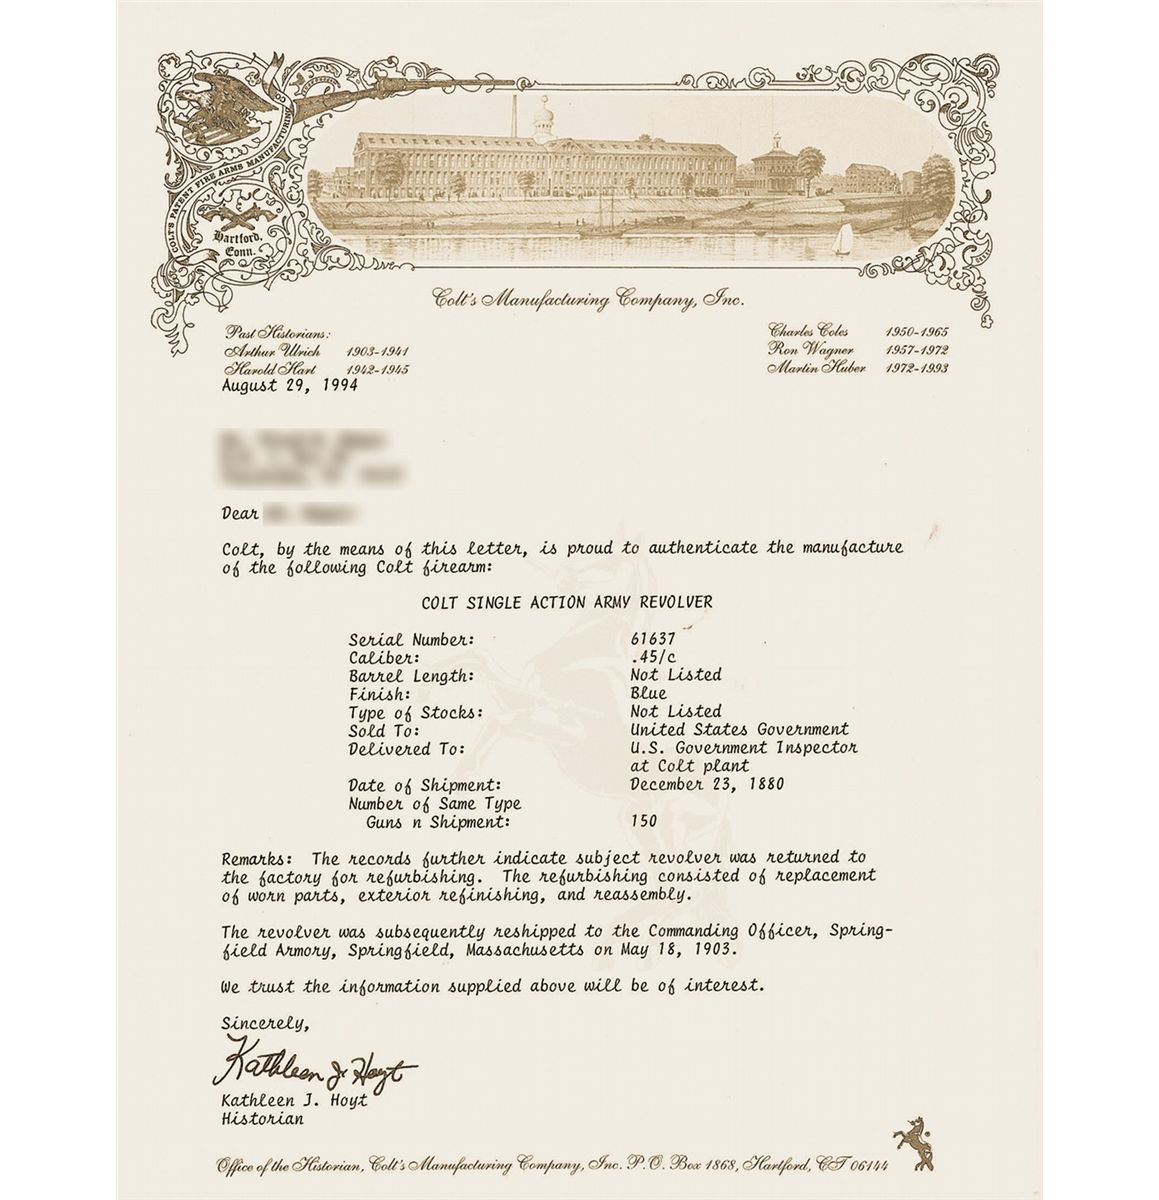 COLT'S PATENT FIRE ARMS MANUFACTURING CO
Hartford,
Conn.
Colt's Manufacturing Company, Inc.
Past Historians:
Arthur Ulrich 1903-1941
Harold Hart 1942-1945
Charles Coles 1950-1965
Ron Wagner 1957-1972
Martin Huber 1972-1993
August 29, 1994
Dear
Colt, by the means of this letter, is proud to authenticate the manufacture
of the following Colt firearm:
COLT SINGLE ACTION ARMY REVOLVER
Serial Number: 61637
Caliber: .45/c
Barrel Length: Not Listed
Finish: Blue
Type of Stocks: Not Listed
Sold To: United States Government
Delivered To: U.S. Government Inspector
at Colt plant
Date of Shipment: December 23, 1880
Number of Same Type
Guns n Shipment: 150
Remarks: The records further indicate subject revolver was returned to
the factory for refurbishing. The refurbishing consisted of replacement
of worn parts, exterior refinishing, and reassembly.
The revolver was subsequently reshipped to the Commanding Officer, Spring-
field Armory, Springfield, Massachusetts on May 18, 1903.
We trust the information supplied above will be of interest.
Sincerely,
Kathleen J. Hoyt
Kathleen J. Hoyt
Historian
Office of the Historian, Colt's Manufacturing Company, Inc. P.O. Box 1868, Hartford, CT 06144